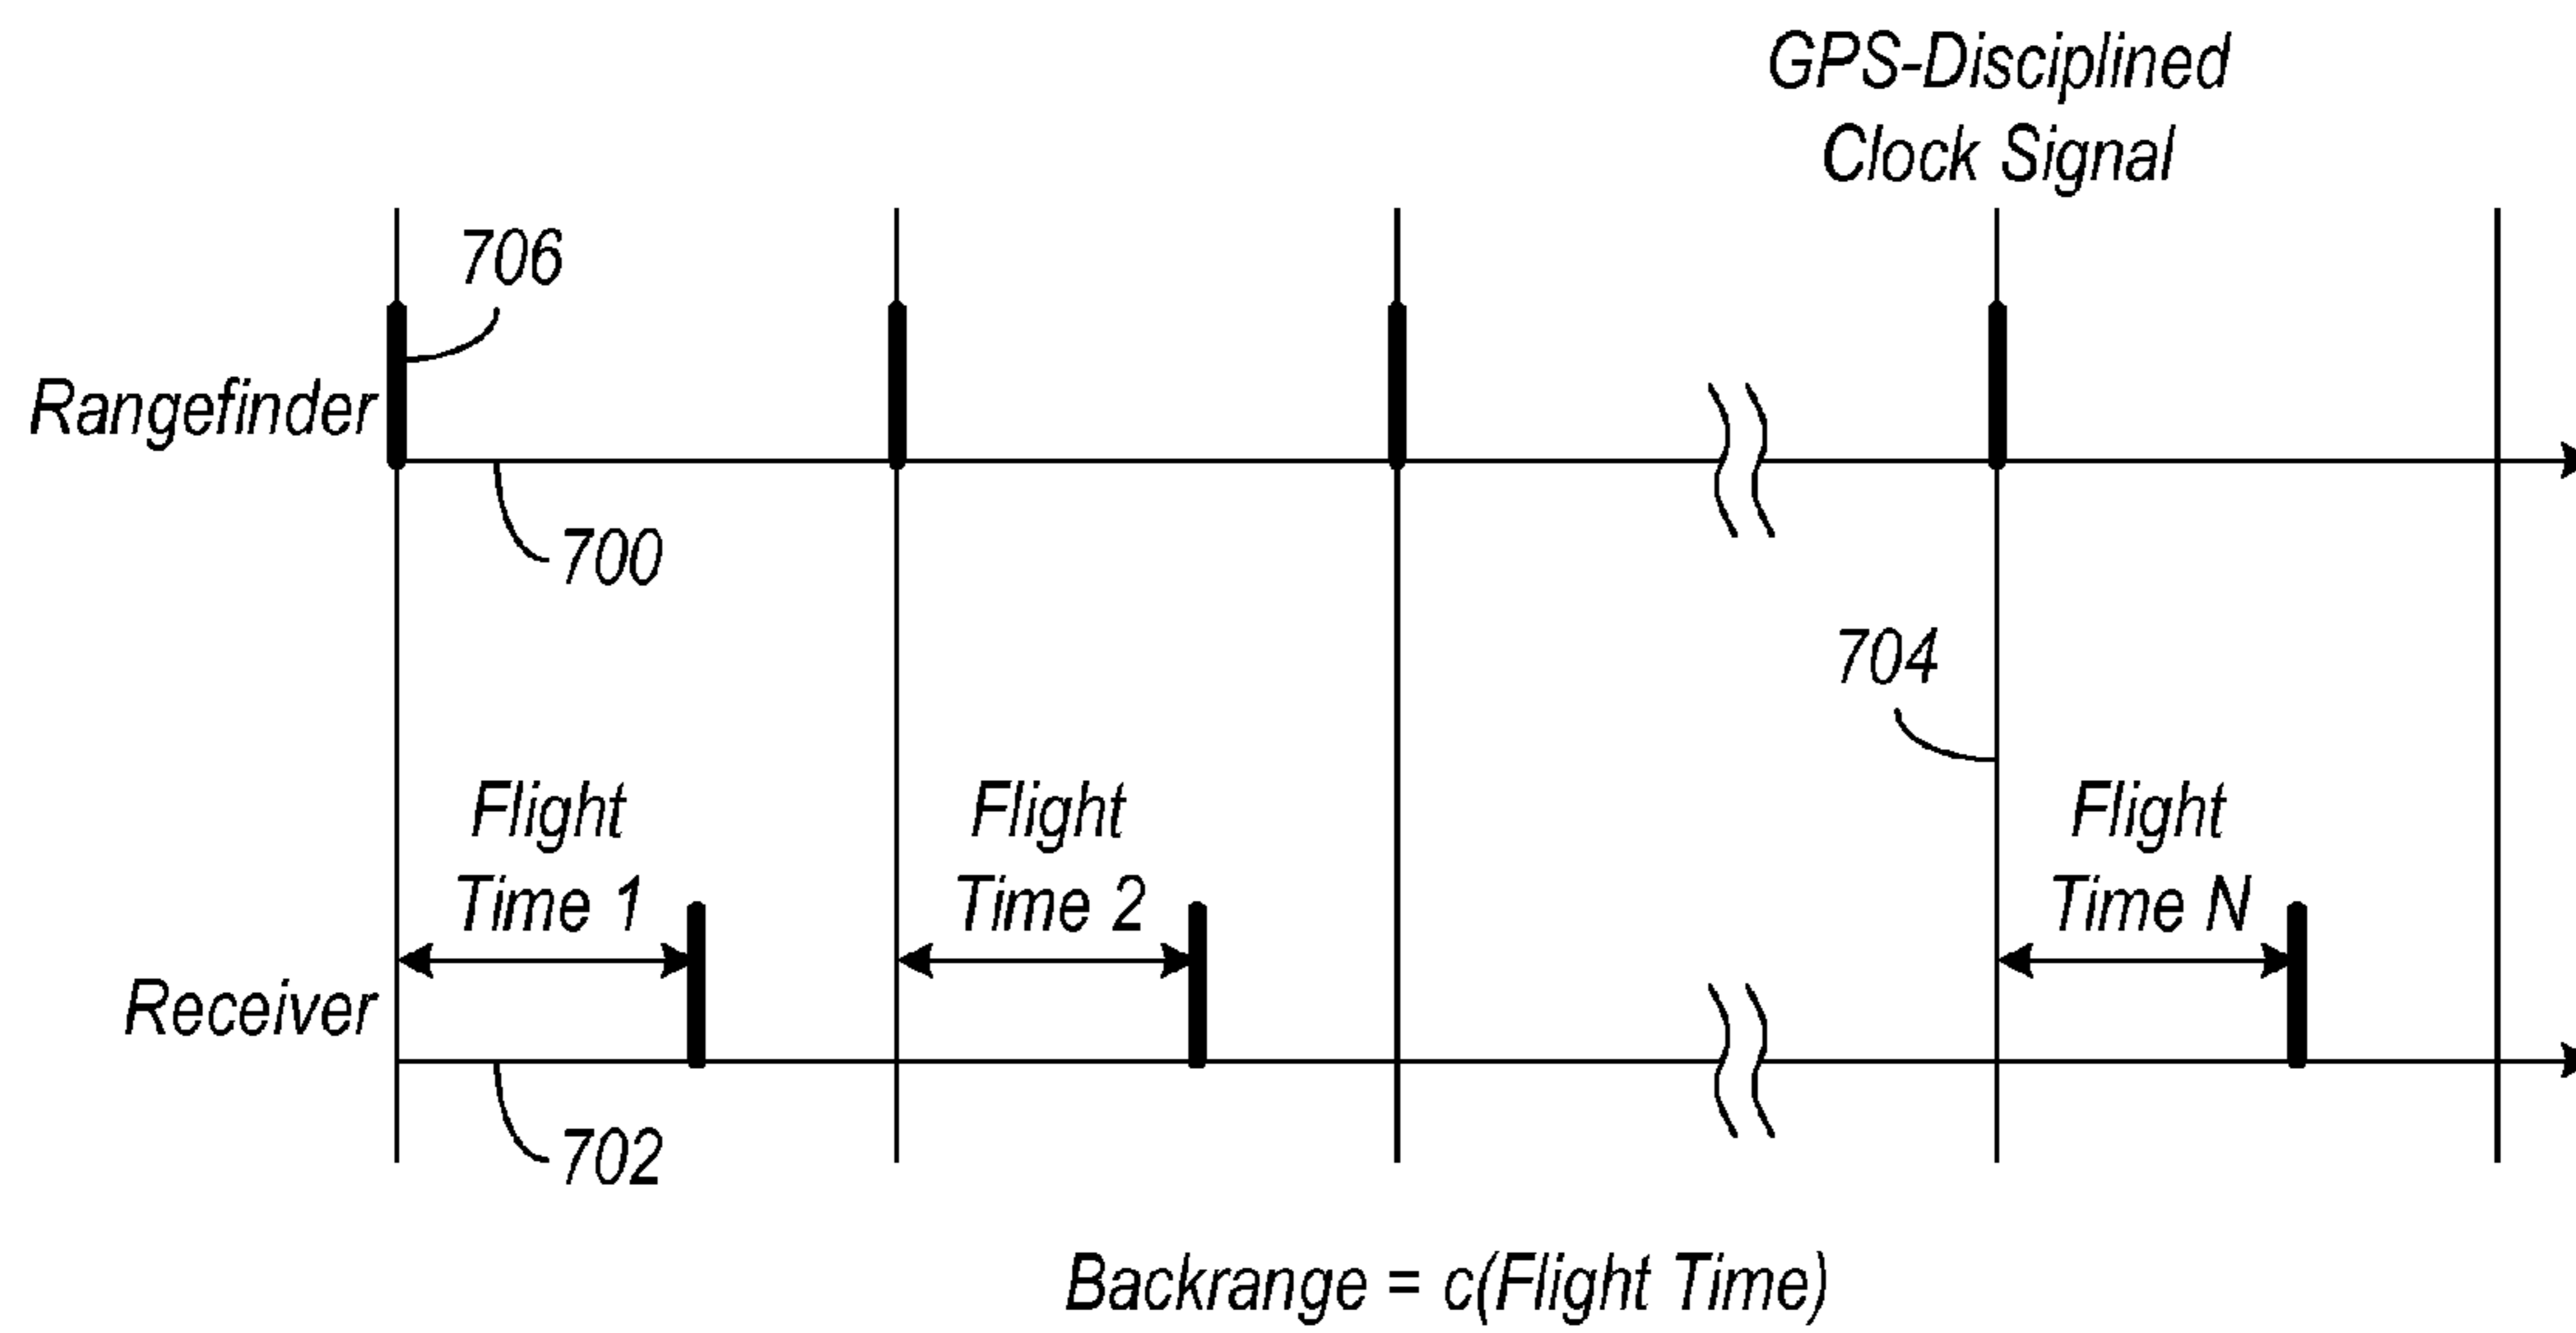 GPS-Disciplined
Clock Signal
706
Rangefinder
700
704
Flight
Time 1
Flight
Time 2
Flight
Time N
Receiver
702
Backrange = c(Flight Time)